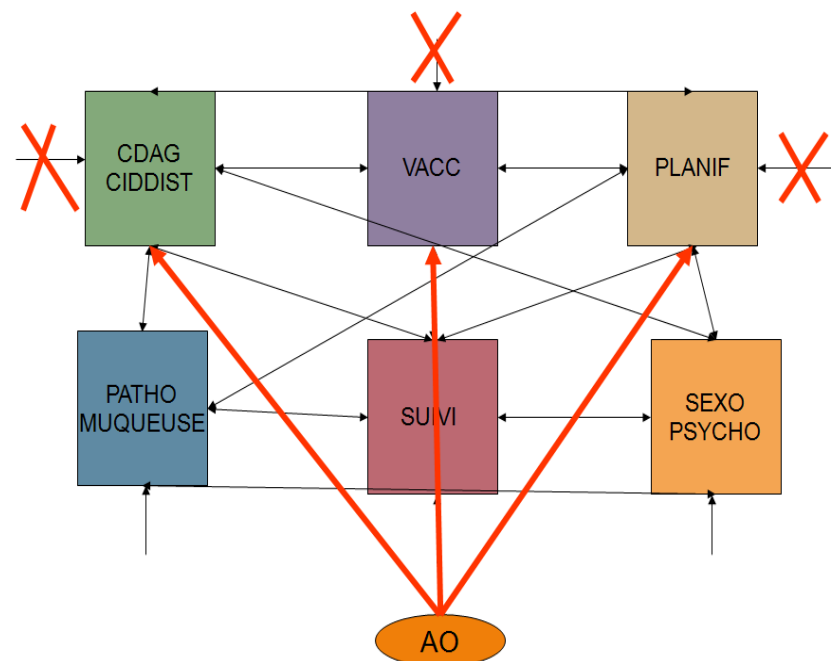 CDAG
CIDDIST
VACC
PLANIF
PATHO
MUQUEUSE
SUIVI
SEXO
PSYCHO
AO